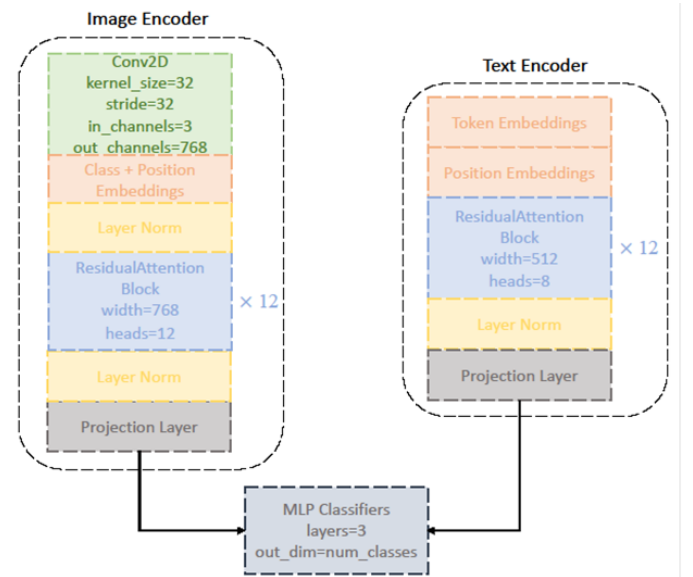 Image Encoder
Conv2D
kernel_size=32
stride=32
in_channels=3
out_channels=768
Class + Position
Embeddings
Layer Norm
ResidualAttention
Block
width=768
heads=12
× 12
Layer Norm
Projection Layer
Text Encoder
Token Embeddings
Position Embeddings
ResidualAttention
Block
width=512
heads=8
× 12
Layer Norm
Projection Layer
MLP Classifiers
layers=3
out_dim=num_classes